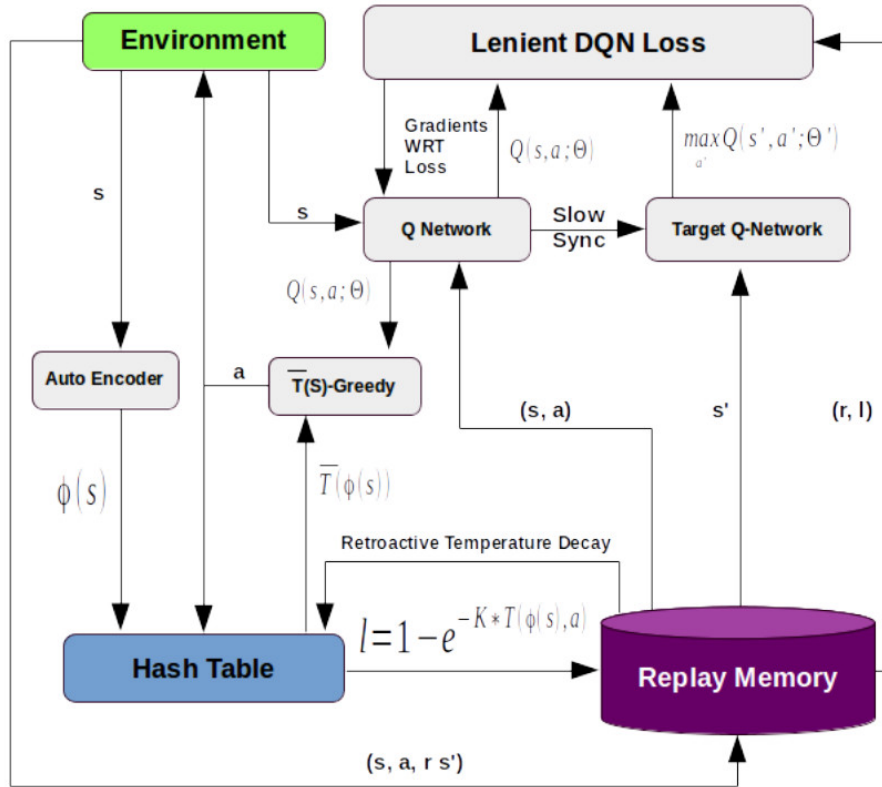 Environment
Lenient DQN Loss
Gradients
WRT
Loss
Q(s,a;Θ)
max Q(s',a';Θ')
a'
s
s
Q Network
Slow
Sync
Target Q-Network
Q(s,a;Θ)
Auto Encoder
a
T̅(S)-Greedy
(s, a)
s'
(r, l)
ϕ(s)
T̅(ϕ(s))
Retroactive Temperature Decay
l=1−e^{−K*T(ϕ(s),a)}
Hash Table
Replay Memory
(s, a, r s')